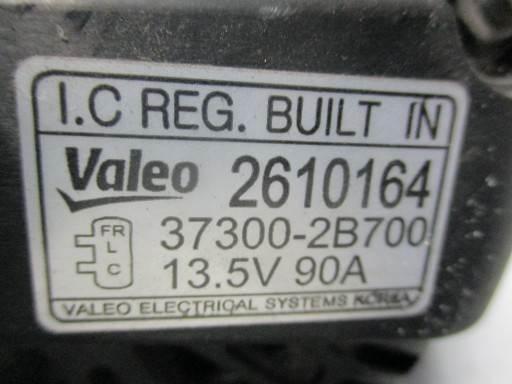 I.C REG. BUILT IN
Valeo 2610164
FR
L
C
37300-2B700
13.5V 90A
VALEO ELECTRICAL SYSTEMS KOREA